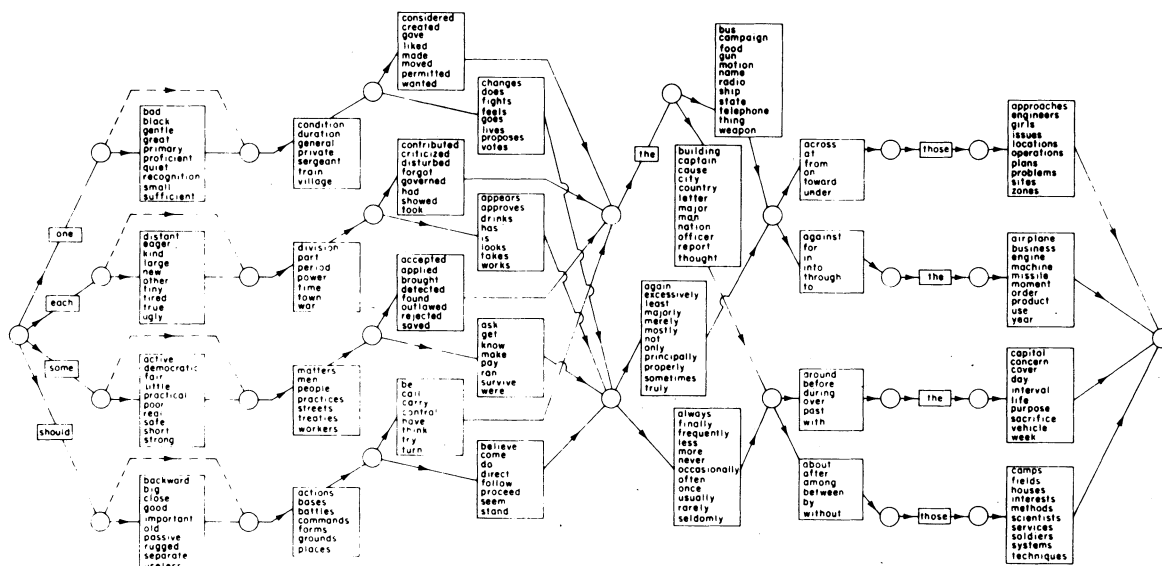 one
each
some
should
bad
black
gentle
great
primary
proficient
quiet
recognition
small
sufficient
distant
eager
kind
large
new
other
tiny
tired
true
ugly
active
democratic
fair
little
practical
poor
real
safe
short
strong
backward
big
close
good
important
old
passive
rugged
separate
condition
duration
general
private
sergeant
train
village
division
part
period
power
time
town
war
matters
men
people
practices
streets
treaties
workers
actions
bases
battles
commands
forms
grounds
places
considered
created
gave
liked
made
moved
permitted
wanted
changes
does
fights
feels
goes
lives
proposes
votes
contributed
criticized
disturbed
forgot
governed
had
showed
took
appears
approves
drinks
has
is
looks
takes
works
accepted
applied
brought
detected
found
outlawed
rejected
saved
ask
get
know
make
pay
ran
survive
were
be
call
carry
control
have
think
try
turn
believe
come
do
direct
follow
proceed
seem
stand
the
bus
campaign
food
gun
motion
name
radio
ship
state
telephone
thing
weapon
building
captain
cause
city
country
letter
major
man
nation
officer
report
thought
again
excessively
least
majorly
merely
mostly
not
only
principally
properly
sometimes
truly
always
finally
frequently
less
more
never
occasionally
often
once
usually
rarely
seldomly
across
at
from
on
toward
under
against
for
in
into
through
to
around
before
during
over
past
with
about
after
among
between
by
without
those
the
the
those
approaches
engineers
girls
issues
locations
operations
plans
problems
sites
zones
airplane
business
engine
machine
missile
moment
order
product
use
year
capitol
concern
cover
day
interval
life
purpose
sacrifice
vehicle
week
camps
fields
houses
interests
methods
scientists
services
soldiers
systems
techniques